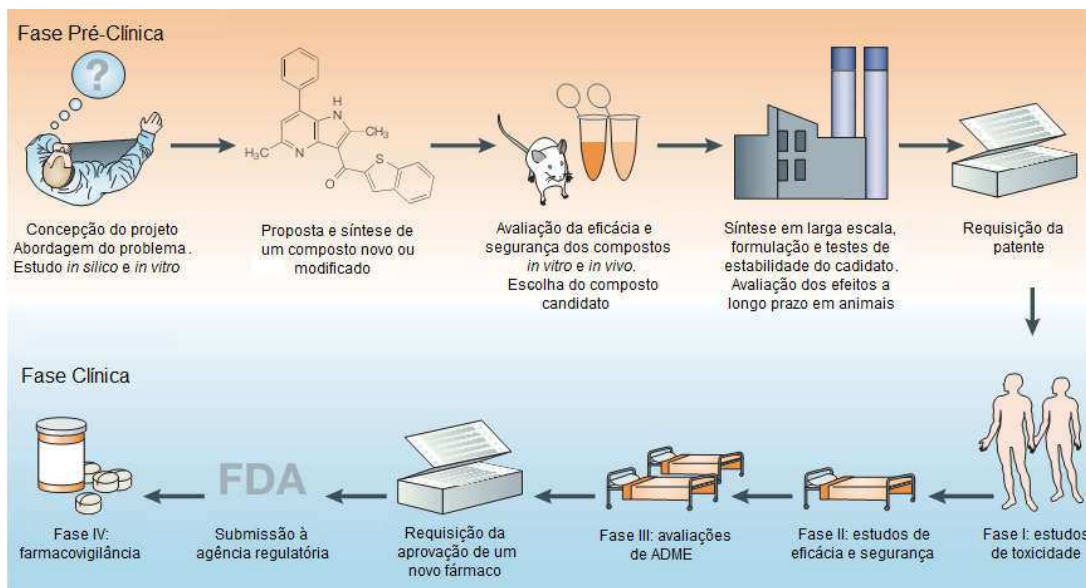 Fase Pré-Clínica
?
H
N
CH₃
H₃C
N
S
O
Concepção do projeto
Abordagem do problema.
Estudo in silico e in vitro
Proposta e síntese de
um composto novo ou
modificado
Avaliação da eficácia e
segurança dos compostos
in vitro e in vivo.
Escolha do composto
candidato
Síntese em larga escala,
formulação e testes de
estabilidade do cadidato.
Avaliação dos efeitos a
longo prazo em animais
Requisição da
patente
Fase Clínica
FDA
Fase IV:
farmacovigilância
Submissão à
agência regulatória
Requisição da
aprovação de um
novo fármaco
Fase III: avaliações
de ADME
Fase II: estudos de
eficácia e segurança
Fase I: estudos
de toxicidade